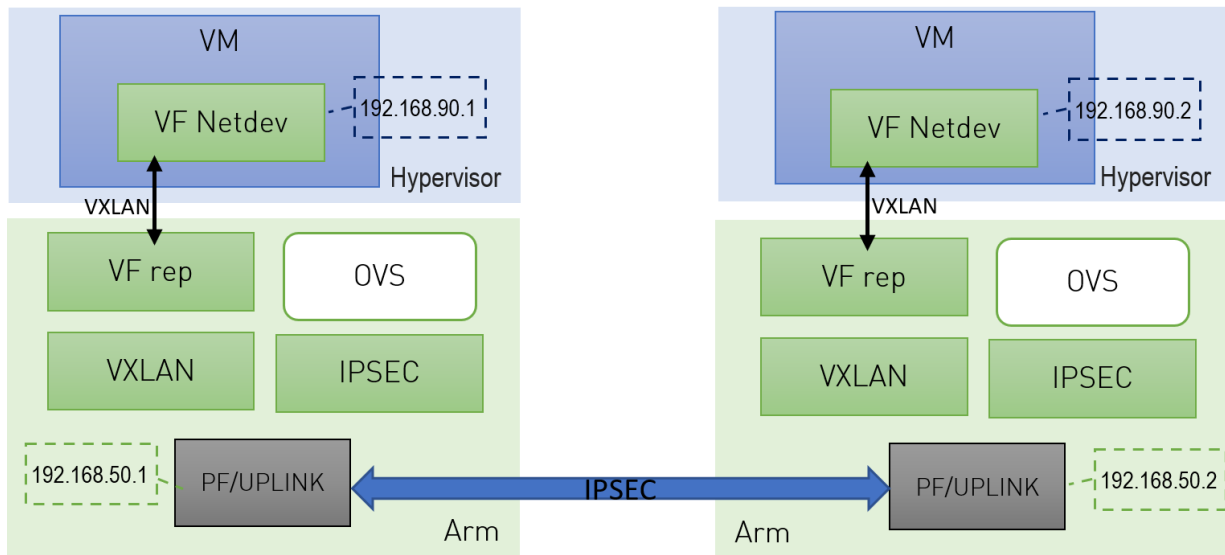 VM
VF Netdev
192.168.90.1
Hypervisor
VXLAN
VF rep
OVS
VXLAN
IPSEC
192.168.50.1
PF/UPLINK
Arm
IPSEC
VM
VF Netdev
192.168.90.2
Hypervisor
VXLAN
VF rep
OVS
VXLAN
IPSEC
PF/UPLINK
192.168.50.2
Arm